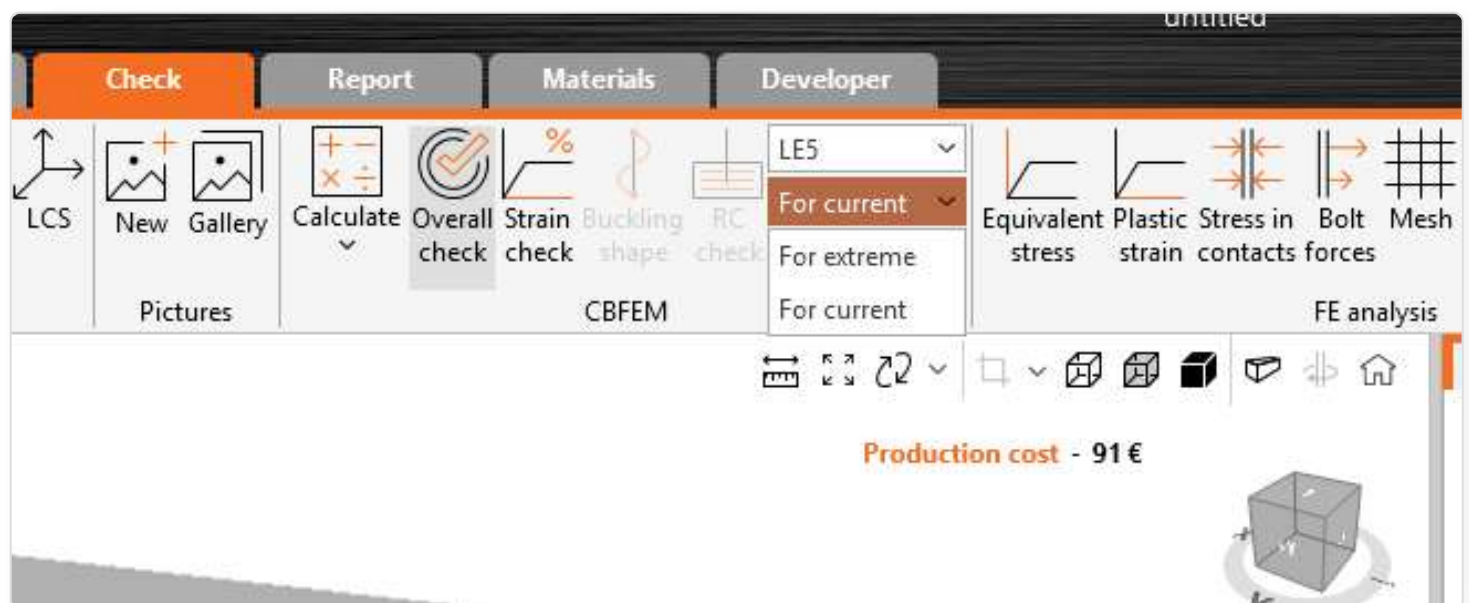 untitled
Check Report Materials Developer
LCS New Gallery Calculate Overall check Strain check Buckling shape RC check
LE5
For current
For extreme
For current
Equivalent stress Plastic strain Stress in contacts Bolt forces Mesh
Pictures CBFEM FE analysis
Production cost - 91 €